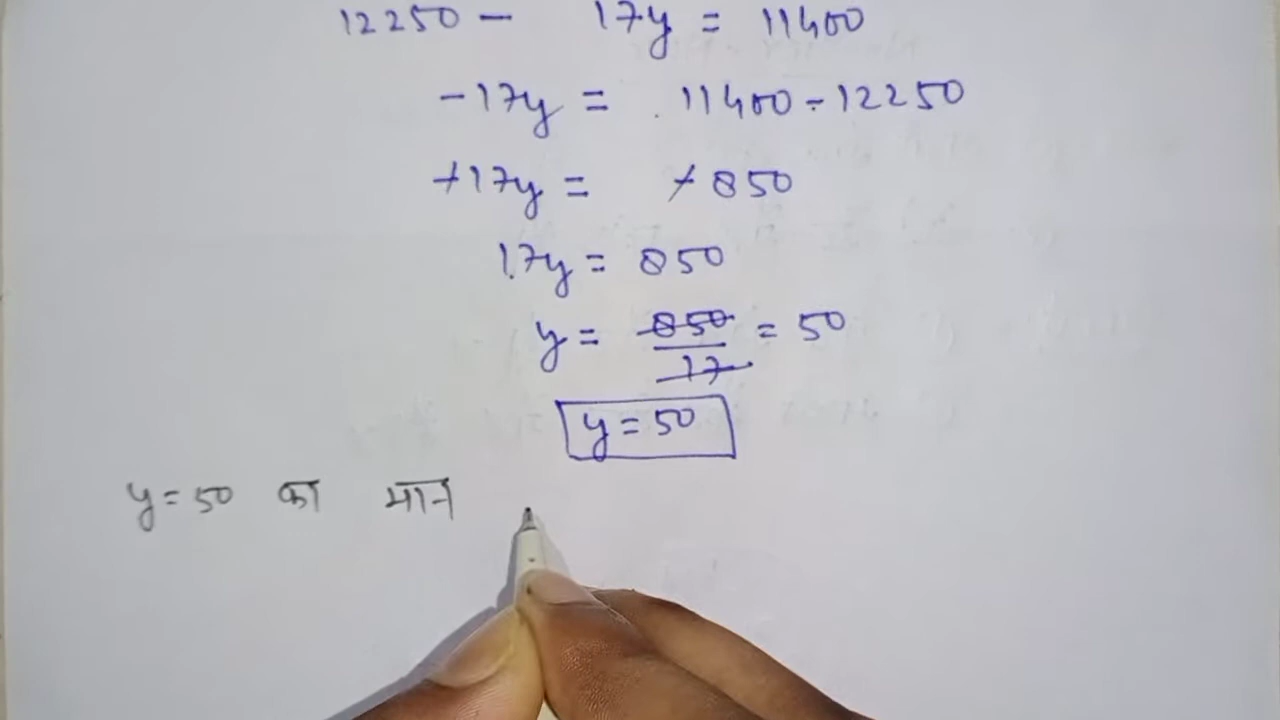 12250 - 17y = 11400
-17y = 11400 - 12250
+17y = +850
17y = 850
y = 850/17 = 50
y = 50
y = 50 का मान